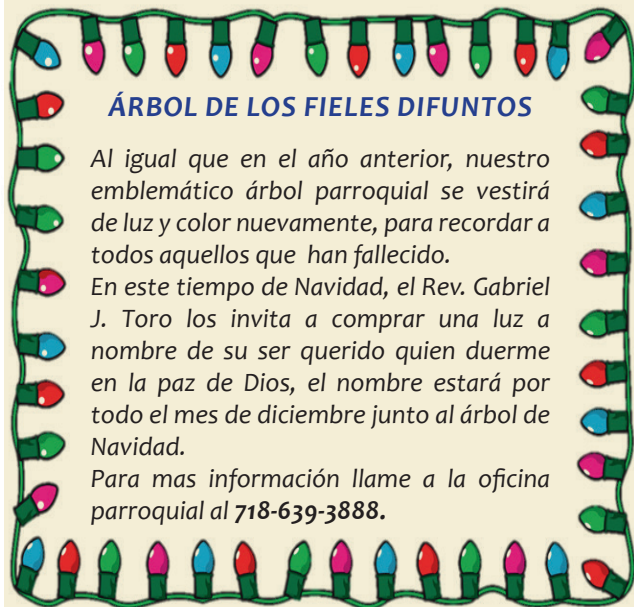 ÁRBOL DE LOS FIELES DIFUNTOS
Al igual que en el año anterior, nuestro
emblemático árbol parroquial se vestirá
de luz y color nuevamente, para recordar a
todos aquellos que han fallecido.
En este tiempo de Navidad, el Rev. Gabriel
J. Toro los invita a comprar una luz a
nombre de su ser querido quien duerme
en la paz de Dios, el nombre estará por
todo el mes de diciembre junto al árbol de
Navidad.
Para mas información llame a la oficina
parroquial al 718-639-3888.